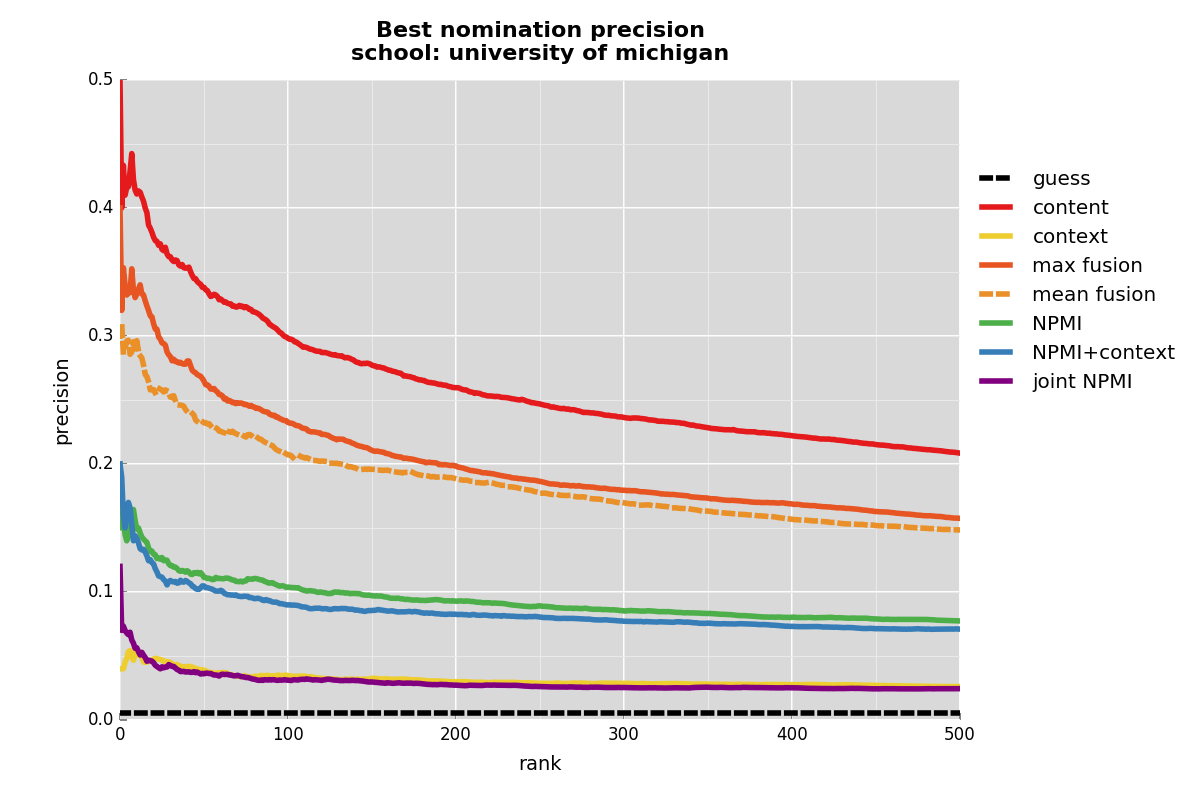 Best nomination precision
school: university of michigan
precision
0.5
0.4
0.3
0.2
0.1
0.0
0
100
200
300
400
500
rank
guess
content
context
max fusion
mean fusion
NPMI
NPMI+context
joint NPMI